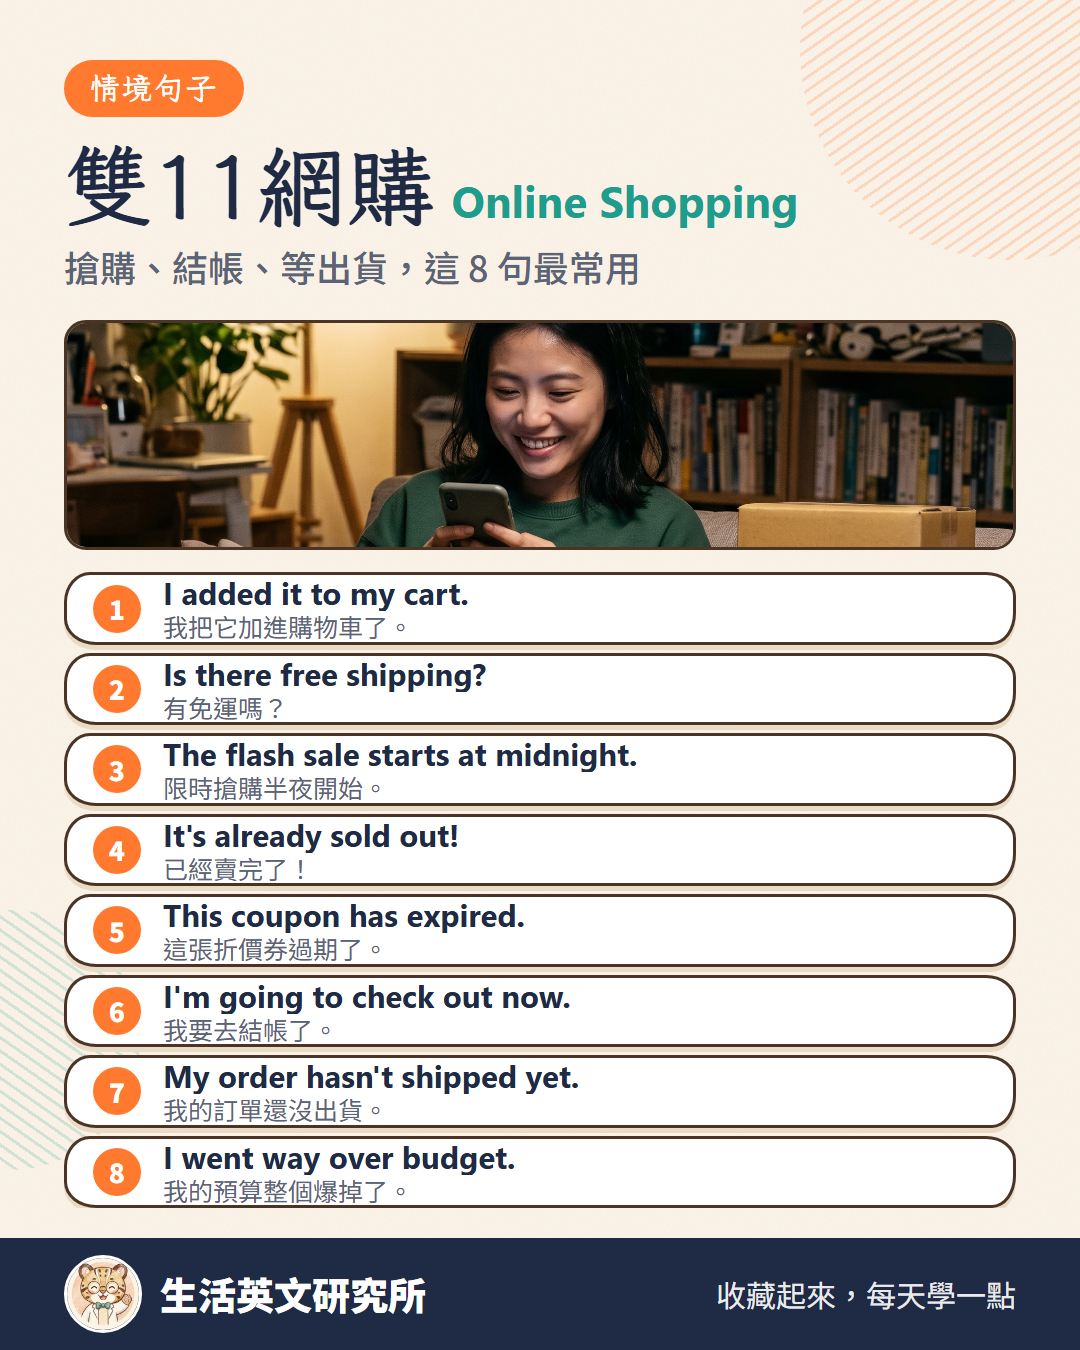 情境句子
雙11網購 Online Shopping
搶購、結帳、等出貨，這 8 句最常用
1 I added it to my cart.
我把它加進購物車了。
2 Is there free shipping?
有免運嗎？
3 The flash sale starts at midnight.
限時搶購半夜開始。
4 It's already sold out!
已經賣完了！
5 This coupon has expired.
這張折價券過期了。
6 I'm going to check out now.
我要去結帳了。
7 My order hasn't shipped yet.
我的訂單還沒出貨。
8 I went way over budget.
我的預算整個爆掉了。
生活英文研究所
收藏起來，每天學一點